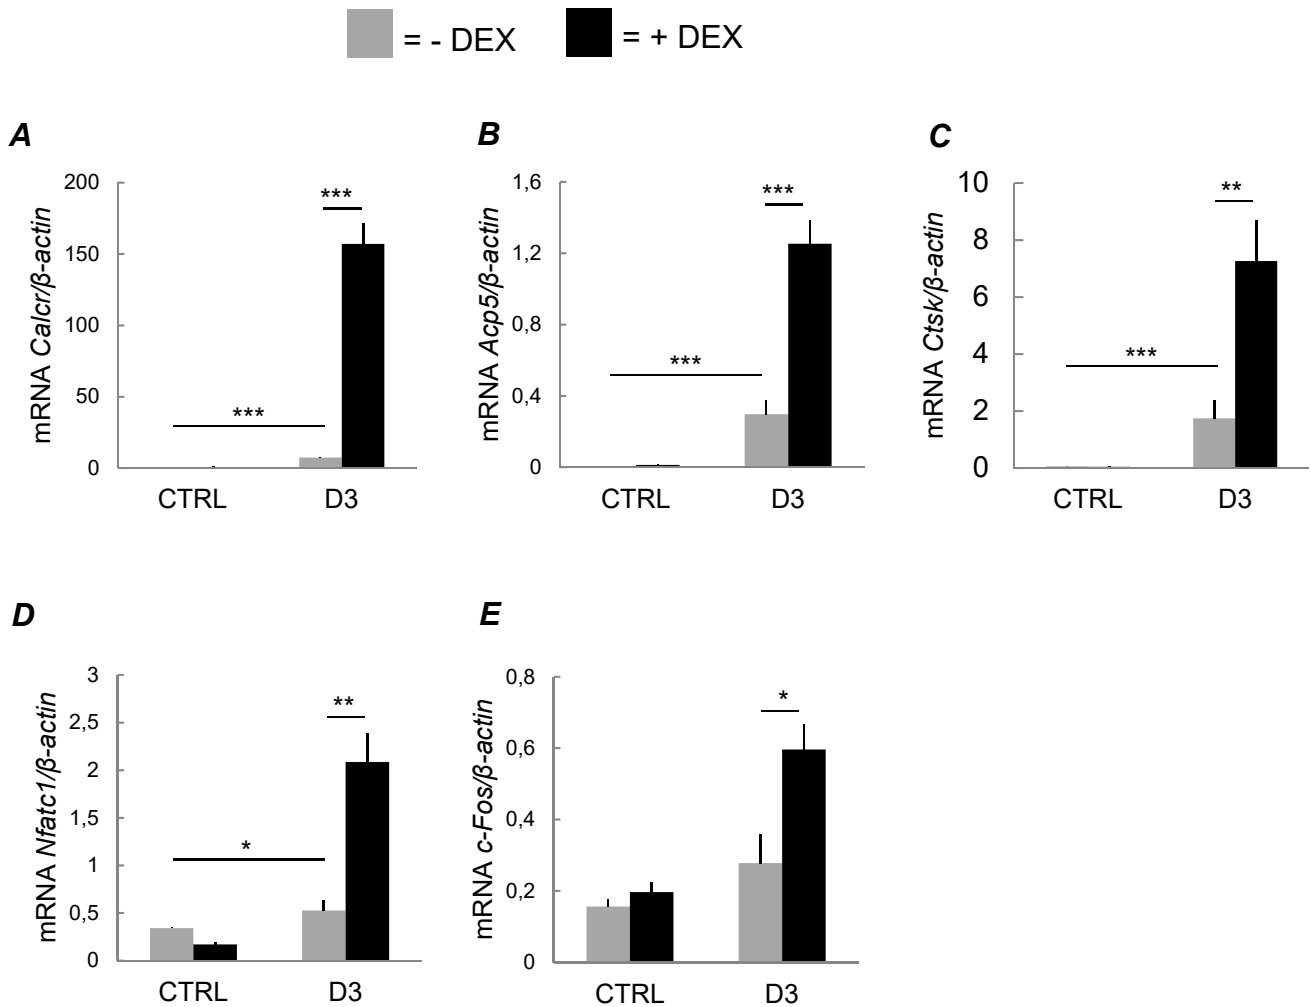 = - DEX = + DEX
A
mRNA Calcr/β-actin
200
150
100
50
0
***
***
CTRL D3
B
mRNA Acp5/β-actin
1,6
1,2
0,8
0,4
0
***
***
CTRL D3
C
mRNA Ctsk/β-actin
10
8
6
4
2
0
**
***
CTRL D3
D
mRNA Nfatc1/β-actin
3
2,5
2
1,5
1
0,5
0
**
*
CTRL D3
E
mRNA c-Fos/β-actin
0,8
0,6
0,4
0,2
0
*
CTRL D3